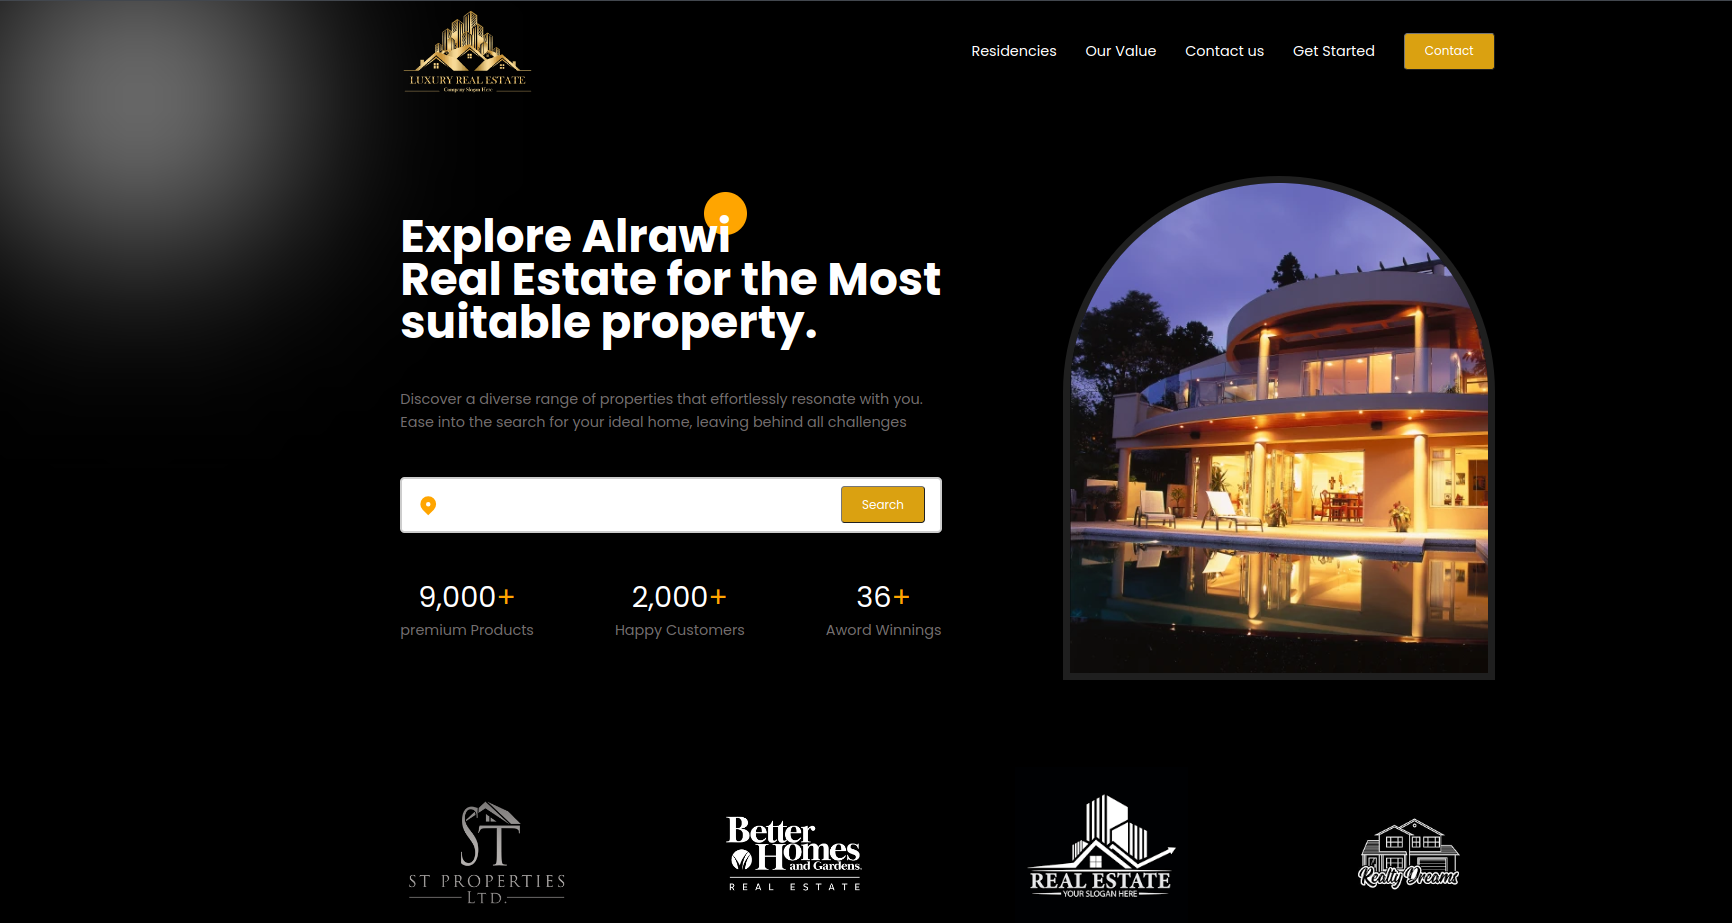 LUXURY REAL ESTATE
Company Slogan Here
Residencies
Our Value
Contact us
Get Started
Contact
Explore Alrawi
Real Estate for the Most
suitable property.
Discover a diverse range of properties that effortlessly resonate with you.
Ease into the search for your ideal home, leaving behind all challenges
Search
9,000+
premium Products
2,000+
Happy Customers
36+
Aword Winnings
ST
ST PROPERTIES
LTD.
Better
Homes
and Gardens.
REAL ESTATE
REAL ESTATE
YOUR SLOGAN HERE
Realty Dreams